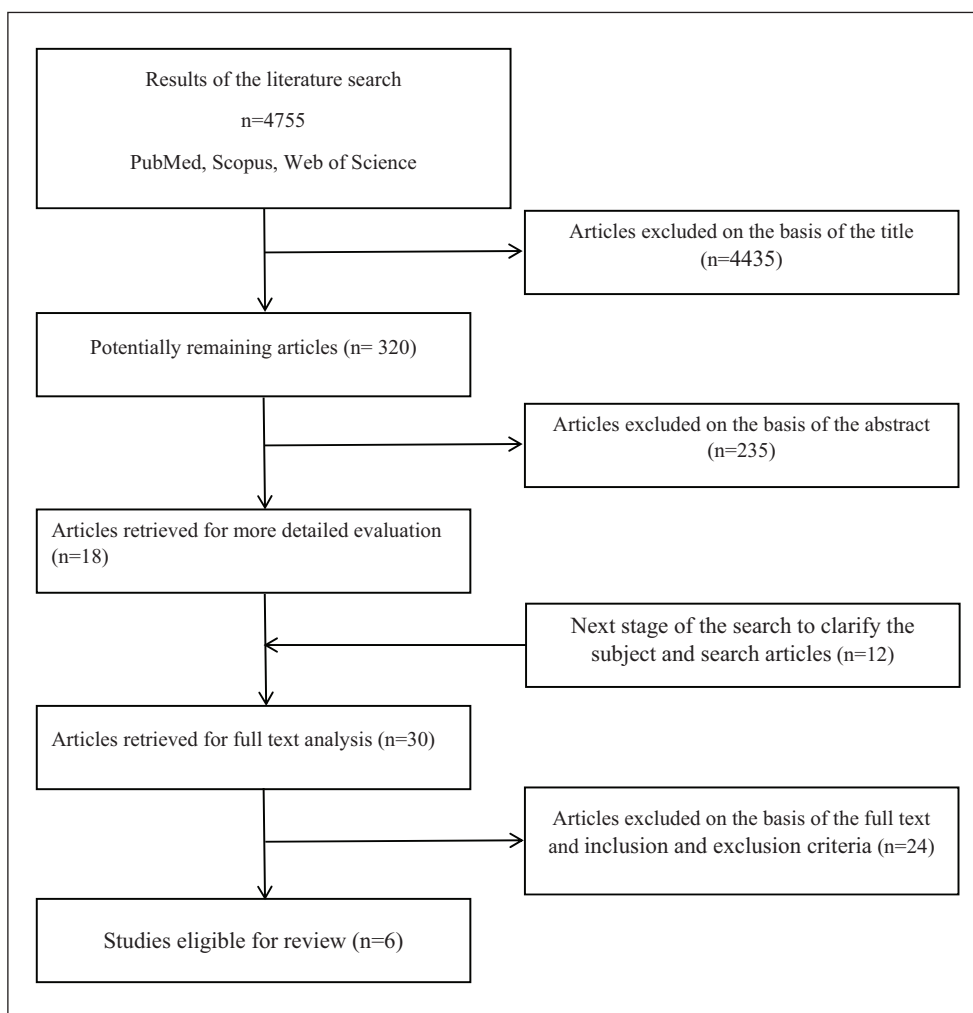 Results of the literature search
n=4755
PubMed, Scopus, Web of Science
Articles excluded on the basis of the title
(n=4435)
Potentially remaining articles (n= 320)
Articles excluded on the basis of the abstract
(n=235)
Articles retrieved for more detailed evaluation
(n=18)
Next stage of the search to clarify the
subject and search articles (n=12)
Articles retrieved for full text analysis (n=30)
Articles excluded on the basis of the full text
and inclusion and exclusion criteria (n=24)
Studies eligible for review (n=6)